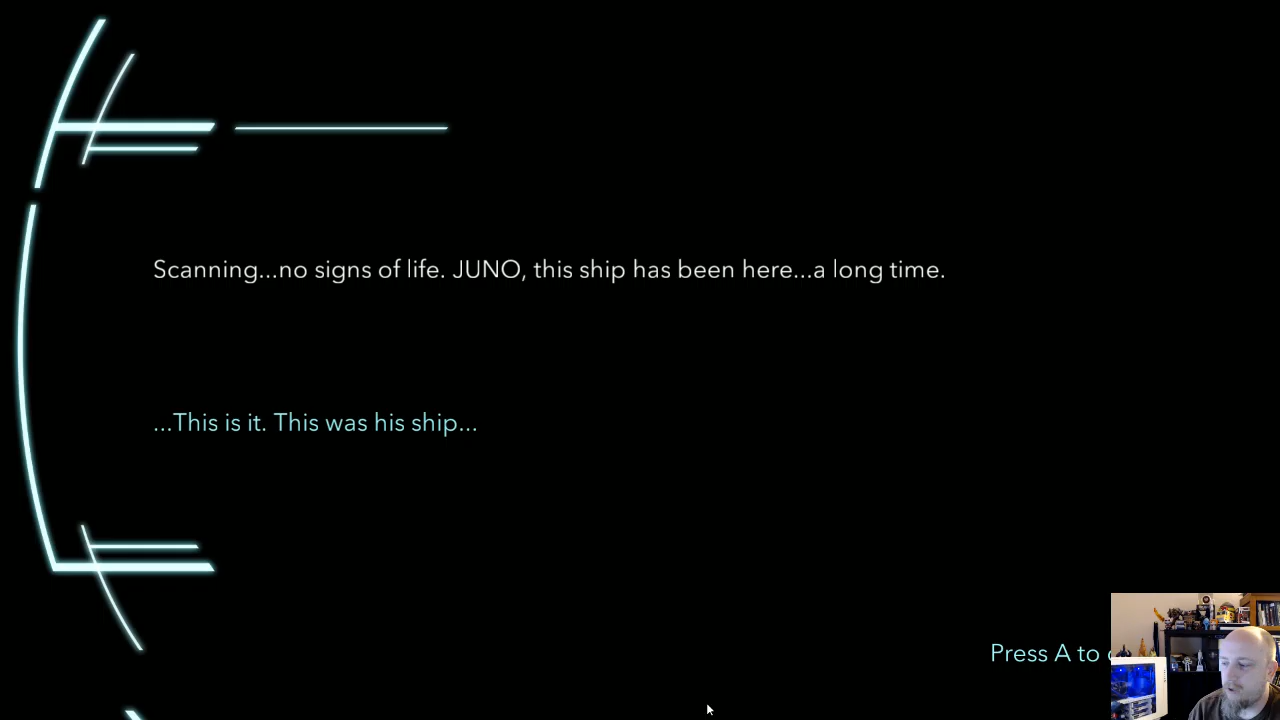 Scanning...no signs of life. JUNO, this ship has been here...a long time.
...This is it. This was his ship...
Press A to